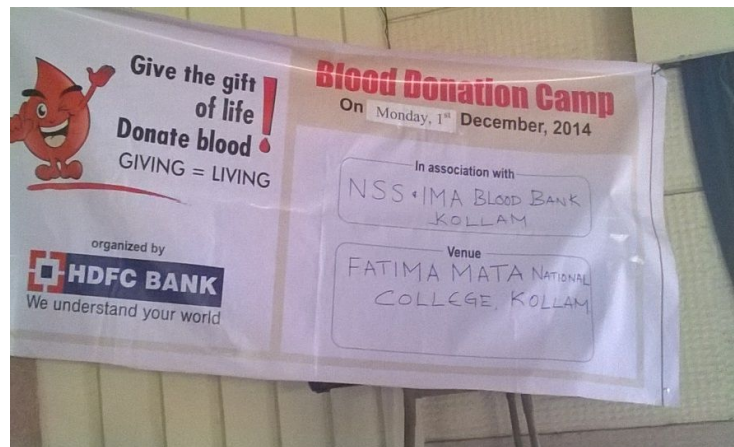 Give the gift
of life
Donate blood!
GIVING = LIVING
organized by
HDFC BANK
We understand your world
Blood Donation Camp
On Monday, 1st December, 2014
In association with
NSS & IMA BLOOD BANK
KOLLAM
Venue
FATIMA MATA NATIONAL
COLLEGE, KOLLAM